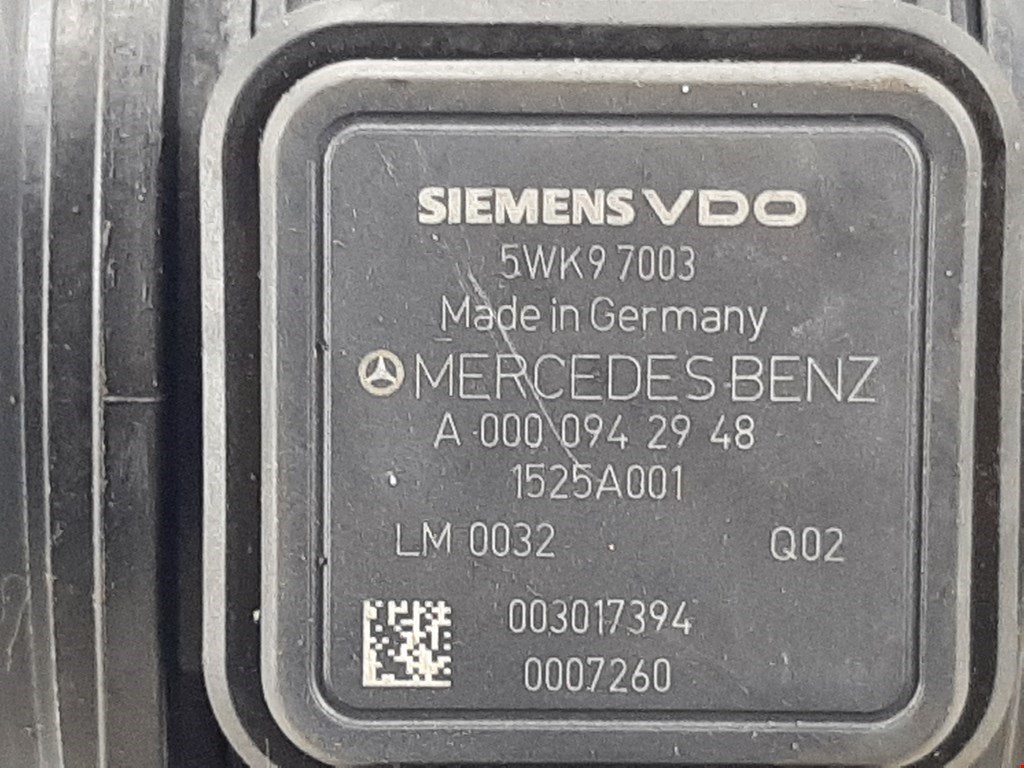 SIEMENS VDO
5WK9 7003
Made in Germany
MERCEDES-BENZ
A 000 094 29 48
1525A001
LM 0032 Q02
003017394
0007260